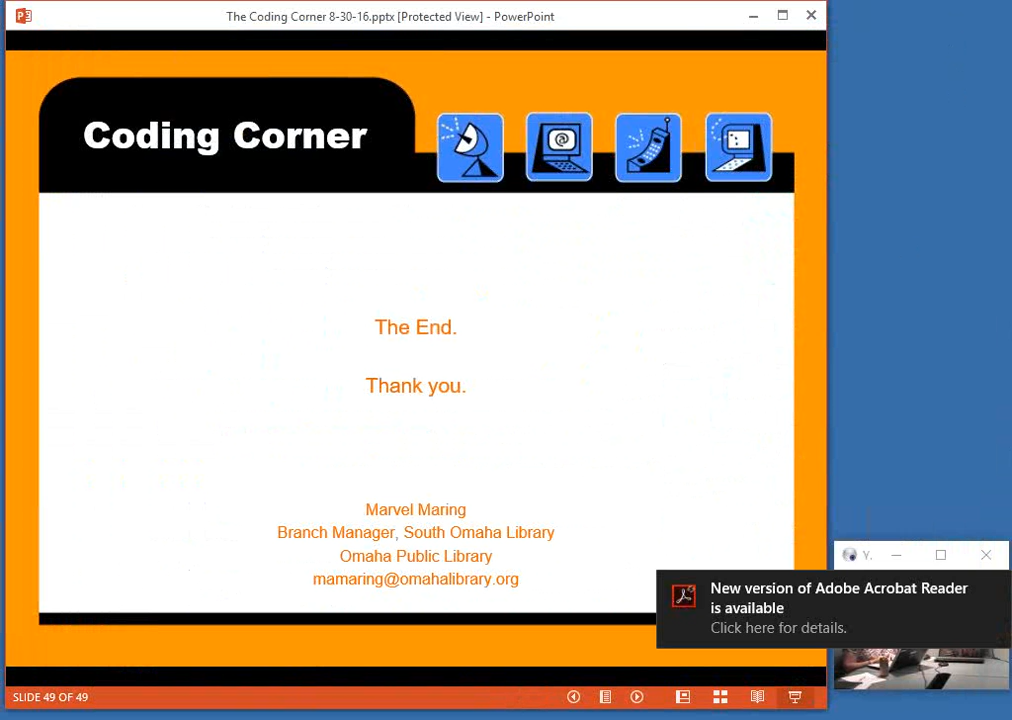 The Coding Corner 8-30-16.pptx [Protected View] - PowerPoint
Coding Corner
@
The End.
Thank you.
Marvel Maring
Branch Manager, South Omaha Library
Omaha Public Library
mamaring@omahalibrary.org
Y.
New version of Adobe Acrobat Reader
is available
Click here for details.
SLIDE 49 OF 49